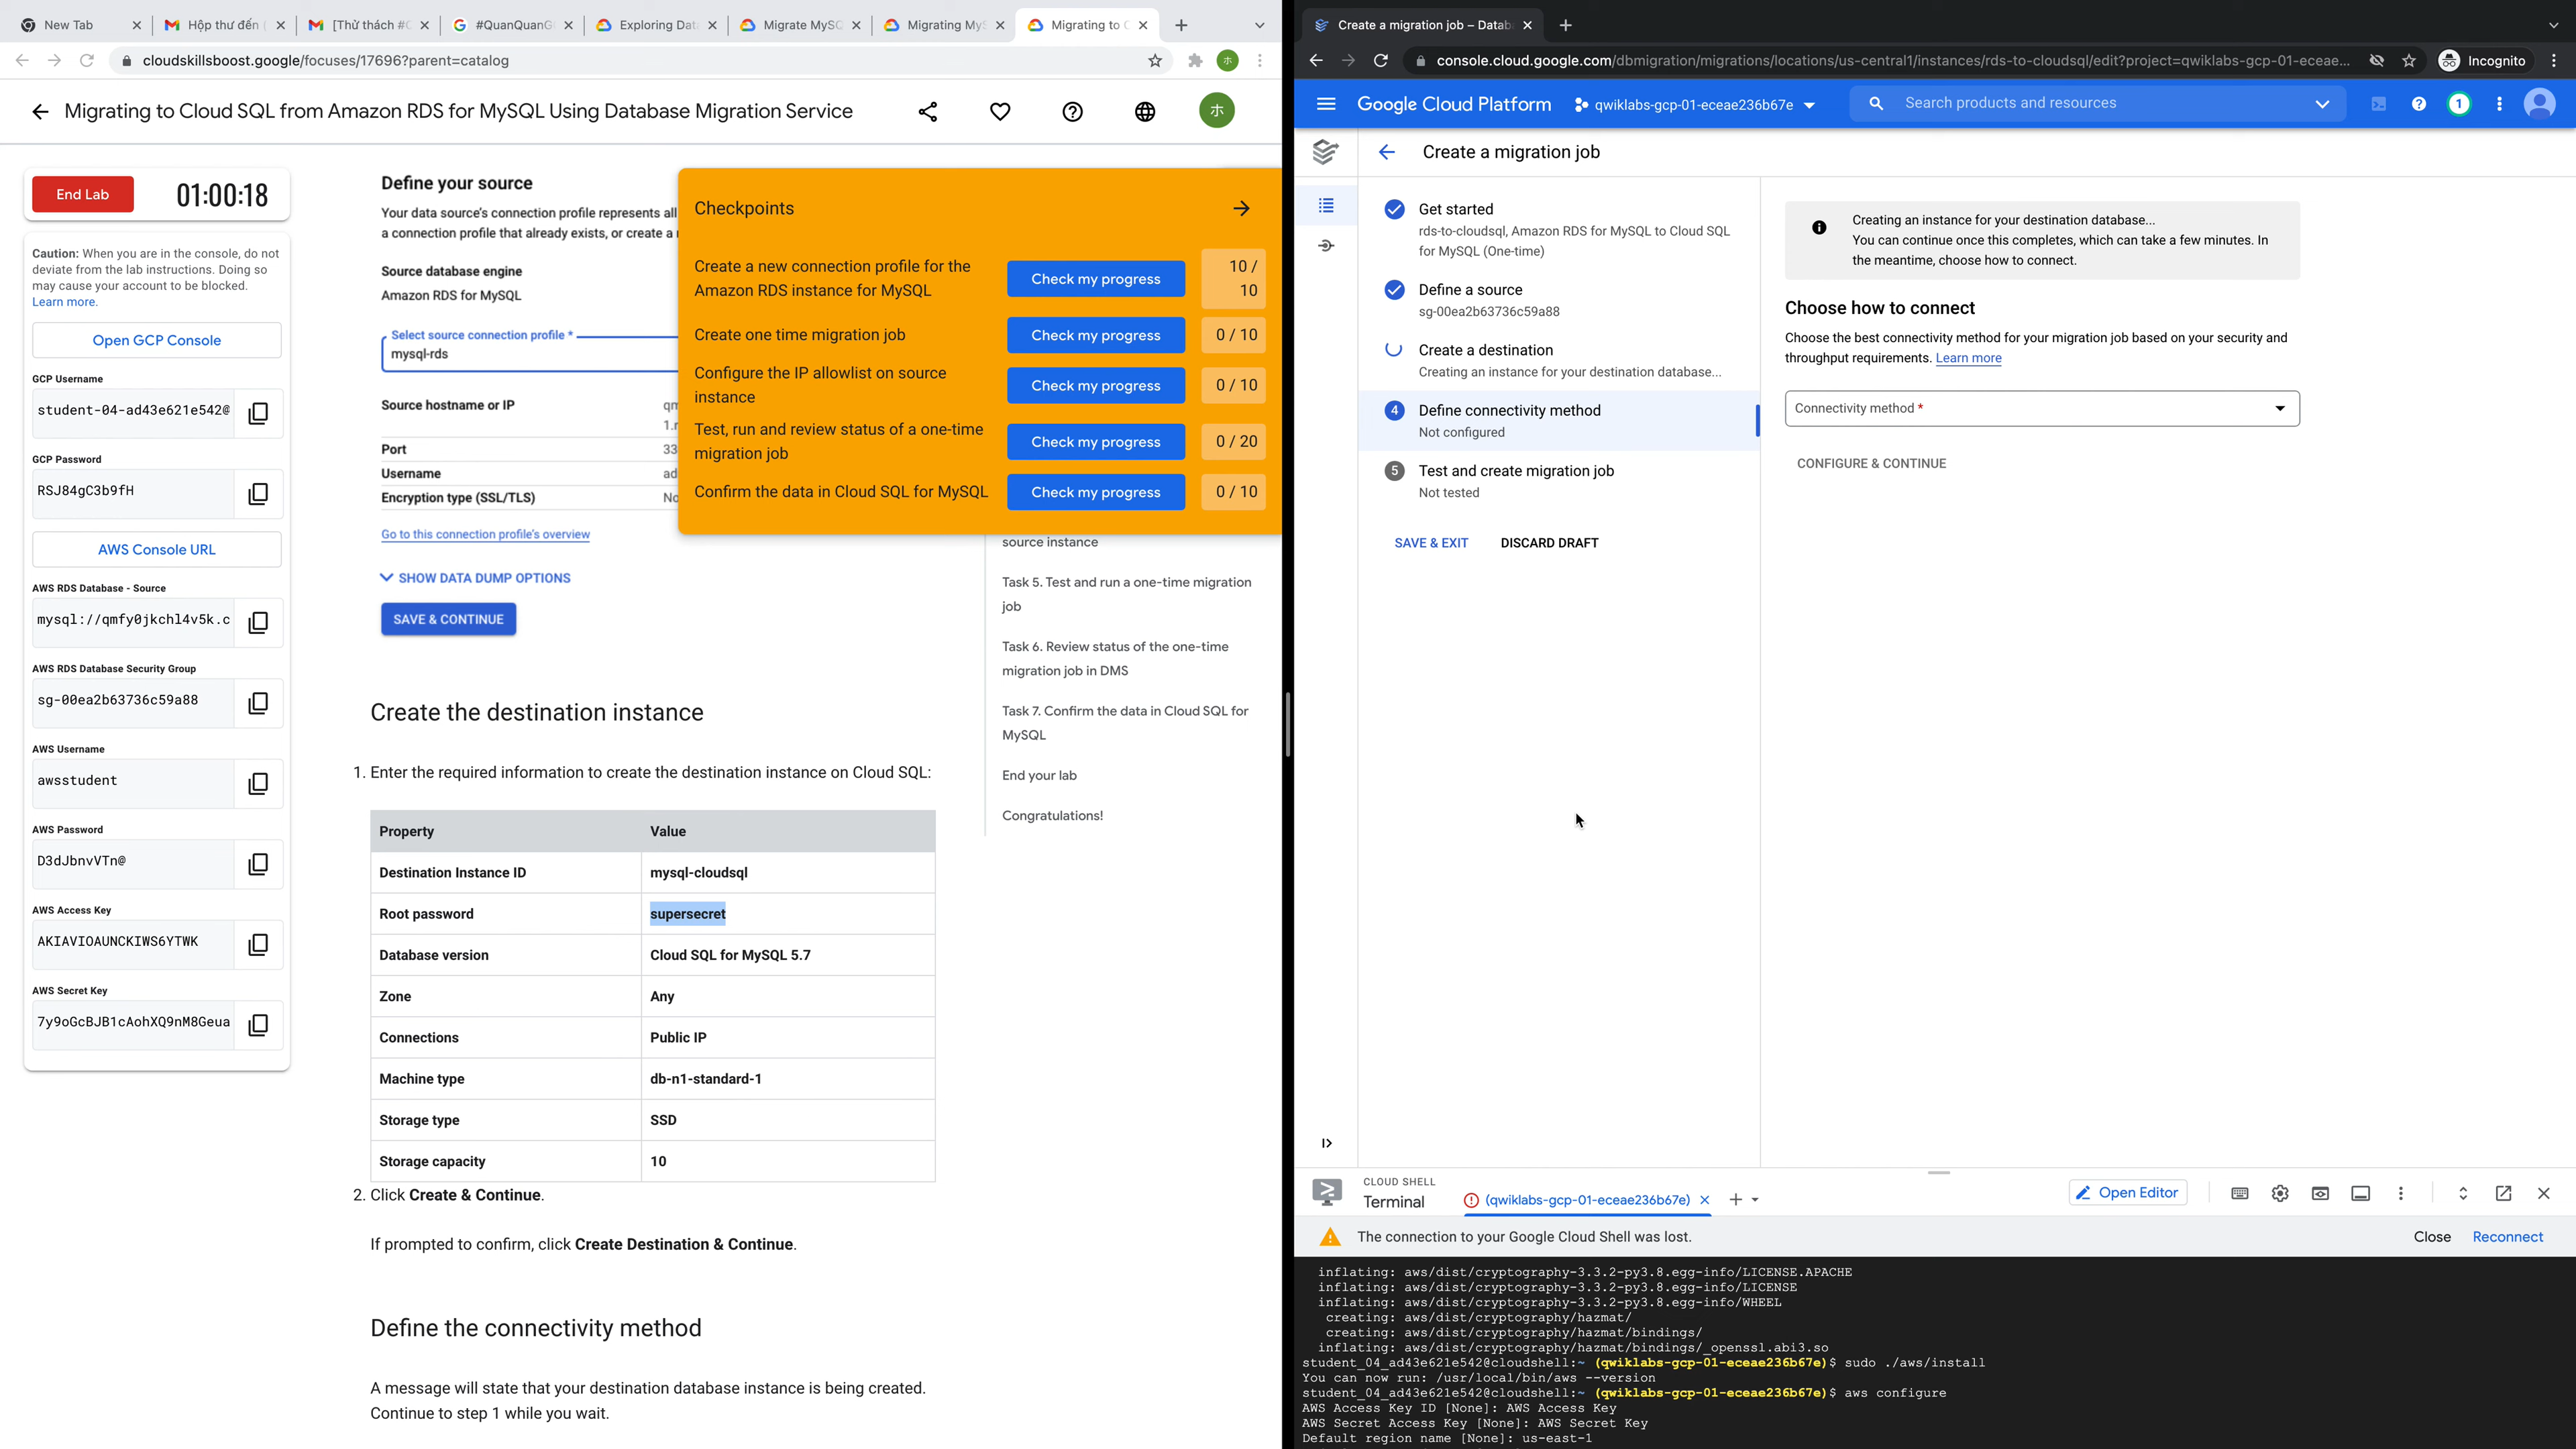 New Tab
Hộp thư đến (
[Thử thách #C
#QuanQuanG
Exploring Dat
Migrate MySQ
Migrating MyS
Migrating to C
cloudskillsboost.google/focuses/17696?parent=catalog
Migrating to Cloud SQL from Amazon RDS for MySQL Using Database Migration Service
ホ
End Lab
01:00:18
Caution: When you are in the console, do not
deviate from the lab instructions. Doing so
may cause your account to be blocked.
Learn more.
Open GCP Console
GCP Username
student-04-ad43e621e542@
GCP Password
RSJ84gC3b9fH
AWS Console URL
AWS RDS Database - Source
mysql://qmfy0jkchl4v5k.c
AWS RDS Database Security Group
sg-00ea2b63736c59a88
AWS Username
awsstudent
AWS Password
D3dJbnvVTn@
AWS Access Key
AKIAVIOAUNCKIWS6YTWK
AWS Secret Key
7y9oGcBJB1cAohXQ9nM8Geua
Define your source
Your data source's connection profile represents all
a connection profile that already exists, or create a
Source database engine
Amazon RDS for MySQL
Select source connection profile *
mysql-rds
Source hostname or IP
qm
1.r
Port
33
Username
ad
Encryption type (SSL/TLS)
No
Go to this connection profile's overview
SHOW DATA DUMP OPTIONS
SAVE & CONTINUE
Checkpoints
Create a new connection profile for the
Amazon RDS instance for MySQL
Check my progress
10 /
10
Create one time migration job
Check my progress
0 / 10
Configure the IP allowlist on source
instance
Check my progress
0 / 10
Test, run and review status of a one-time
migration job
Check my progress
0 / 20
Confirm the data in Cloud SQL for MySQL
Check my progress
0 / 10
source instance
Task 5. Test and run a one-time migration
job
Task 6. Review status of the one-time
migration job in DMS
Task 7. Confirm the data in Cloud SQL for
MySQL
End your lab
Congratulations!
Create the destination instance
1. Enter the required information to create the destination instance on Cloud SQL:
Property Value
Destination Instance ID mysql-cloudsql
Root password supersecret
Database version Cloud SQL for MySQL 5.7
Zone Any
Connections Public IP
Machine type db-n1-standard-1
Storage type SSD
Storage capacity 10
2. Click Create & Continue.
If prompted to confirm, click Create Destination & Continue.
Define the connectivity method
A message will state that your destination database instance is being created.
Continue to step 1 while you wait.
Create a migration job – Datab
console.cloud.google.com/dbmigration/migrations/locations/us-central1/instances/rds-to-cloudsql/edit?project=qwiklabs-gcp-01-eceae...
Incognito
Google Cloud Platform
qwiklabs-gcp-01-eceae236b67e
Search products and resources
1
Create a migration job
Get started
rds-to-cloudsql, Amazon RDS for MySQL to Cloud SQL
for MySQL (One-time)
Define a source
sg-00ea2b63736c59a88
Create a destination
Creating an instance for your destination database...
4 Define connectivity method
Not configured
5 Test and create migration job
Not tested
SAVE & EXIT
DISCARD DRAFT
Creating an instance for your destination database...
You can continue once this completes, which can take a few minutes. In
the meantime, choose how to connect.
Choose how to connect
Choose the best connectivity method for your migration job based on your security and
throughput requirements. Learn more
Connectivity method *
CONFIGURE & CONTINUE
CLOUD SHELL
Terminal
(qwiklabs-gcp-01-eceae236b67e)
Open Editor
The connection to your Google Cloud Shell was lost.
Close
Reconnect
inflating: aws/dist/cryptography-3.3.2-py3.8.egg-info/LICENSE.APACHE
inflating: aws/dist/cryptography-3.3.2-py3.8.egg-info/LICENSE
inflating: aws/dist/cryptography-3.3.2-py3.8.egg-info/WHEEL
creating: aws/dist/cryptography/hazmat/
creating: aws/dist/cryptography/hazmat/bindings/
inflating: aws/dist/cryptography/hazmat/bindings/_openssl.abi3.so
student_04_ad43e621e542@cloudshell:~ (qwiklabs-gcp-01-eceae236b67e)$ sudo ./aws/install
You can now run: /usr/local/bin/aws --version
student_04_ad43e621e542@cloudshell:~ (qwiklabs-gcp-01-eceae236b67e)$ aws configure
AWS Access Key ID [None]: AWS Access Key
AWS Secret Access Key [None]: AWS Secret Key
Default region name [None]: us-east-1